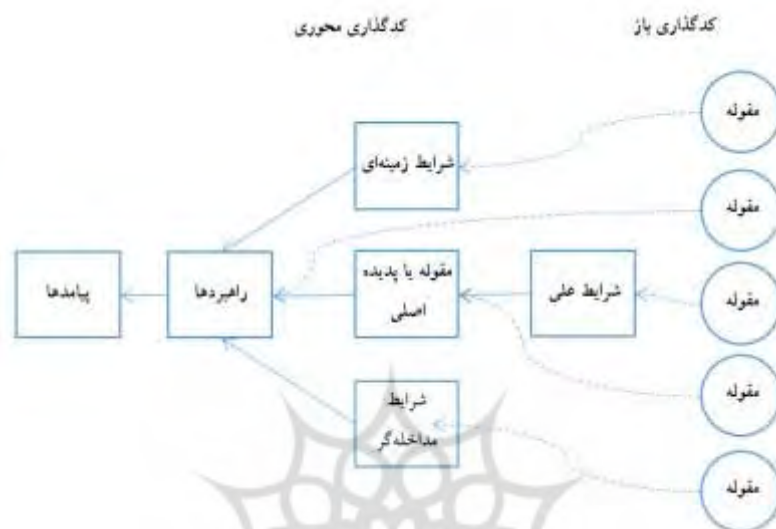 کدگذاری باز
کدگذاری محوری
مقوله
شرایط زمینه‌ای
مقوله
مقوله یا پدیده
اصلی
شرایط علی
مقوله
راهبردها
پیامدها
مقوله
شرایط
مداخله‌گر
مقوله